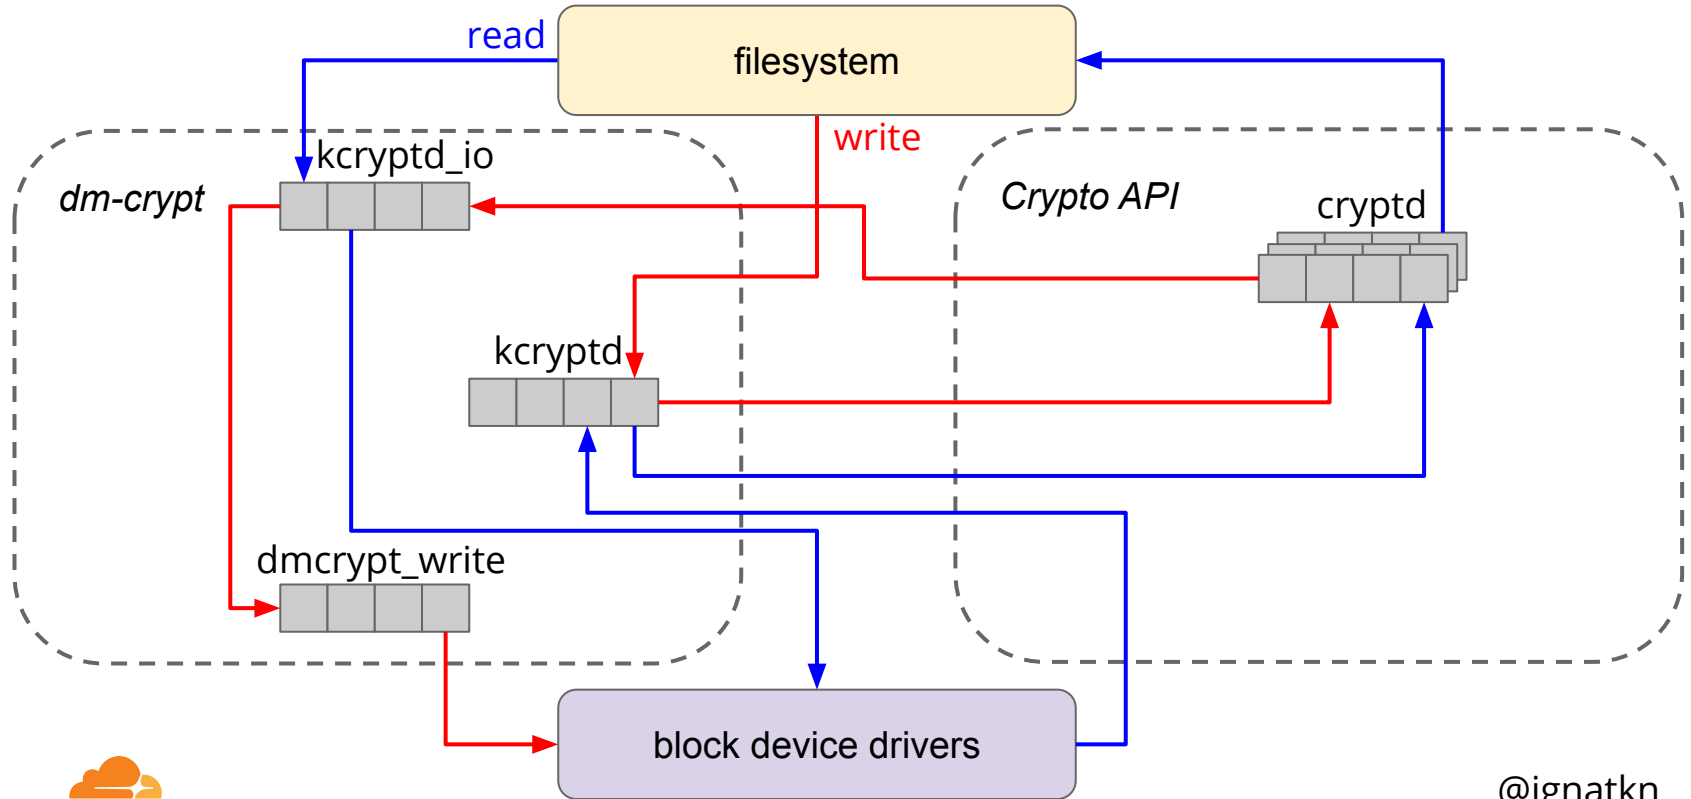 read
filesystem
write
kcryptd_io
dm-crypt
Crypto API
cryptd
kcryptd
dmcrypt_write
block device drivers
@ignatkn